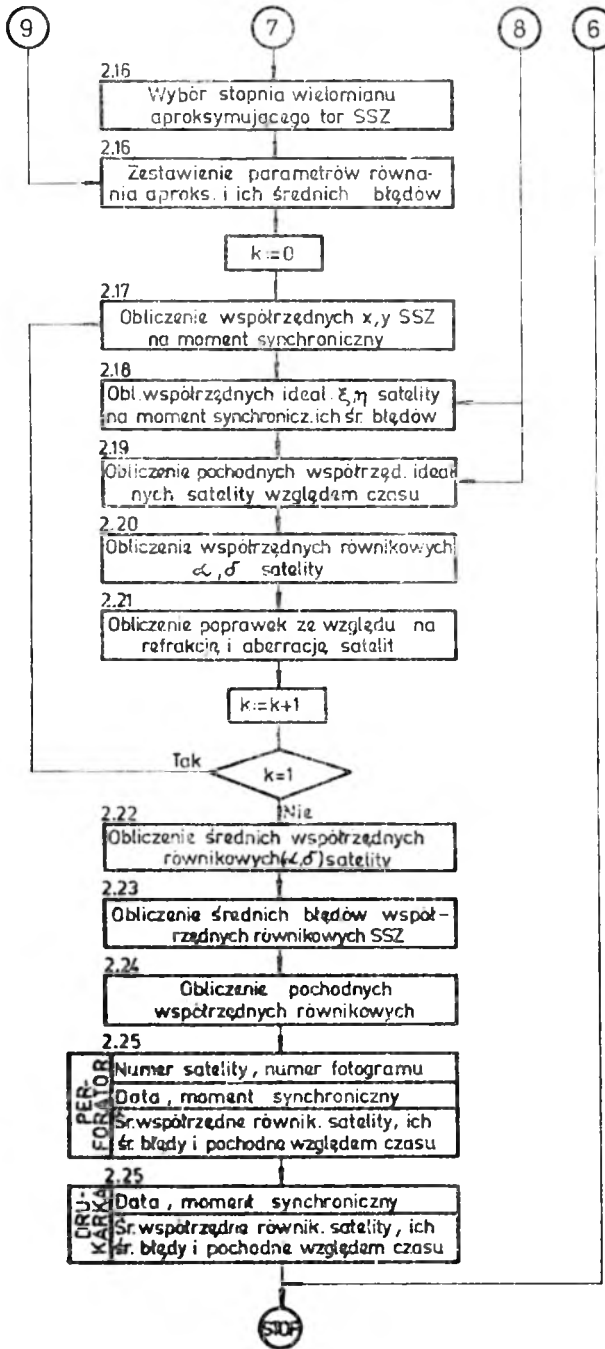 9 7 8 6
2.16
Wybór stopnia wielomianu
aproksymującego tor SSZ
2.16
Zestawienie parametrów równa-
nia aproks. i ich średnich błędów
k:=0
2.17
Obliczenie współrzędnych x,y SSZ
na moment synchroniczny
2.18
Obl. współrzędnych ideal. ξ,η satelity
na moment synchronicz. ich śr. błędów
2.19
Obliczenie pochodnych współrzęd. ideal
nych satelity względem czasu
2.20
Obliczenie współrzędnych równikowych
α,δ satelity
2.21
Obliczenie poprawek ze względu na
refrakcję i aberrację satelit
k:=k+1
Tak
k=1
Nie
2.22
Obliczenie średnich współrzędnych
równikowych(α,δ)satelity
2.23
Obliczenie średnich błędów współ-
rzędnych równikowych SSZ
2.24
Obliczenie pochodnych
współrzędnych równikowych
2.25
PER-
FORATOR
Numer satelity, numer fotogramu
Data, moment synchroniczny
Śr. współrzędne równik. satelity, ich
śr. błędy i pochodne względem czasu
2.25
DRU-
KARKA
Data, moment synchroniczny
Śr. współrzędne równik. satelity, ich
śr. błędy i pochodne względem czasu
STOP